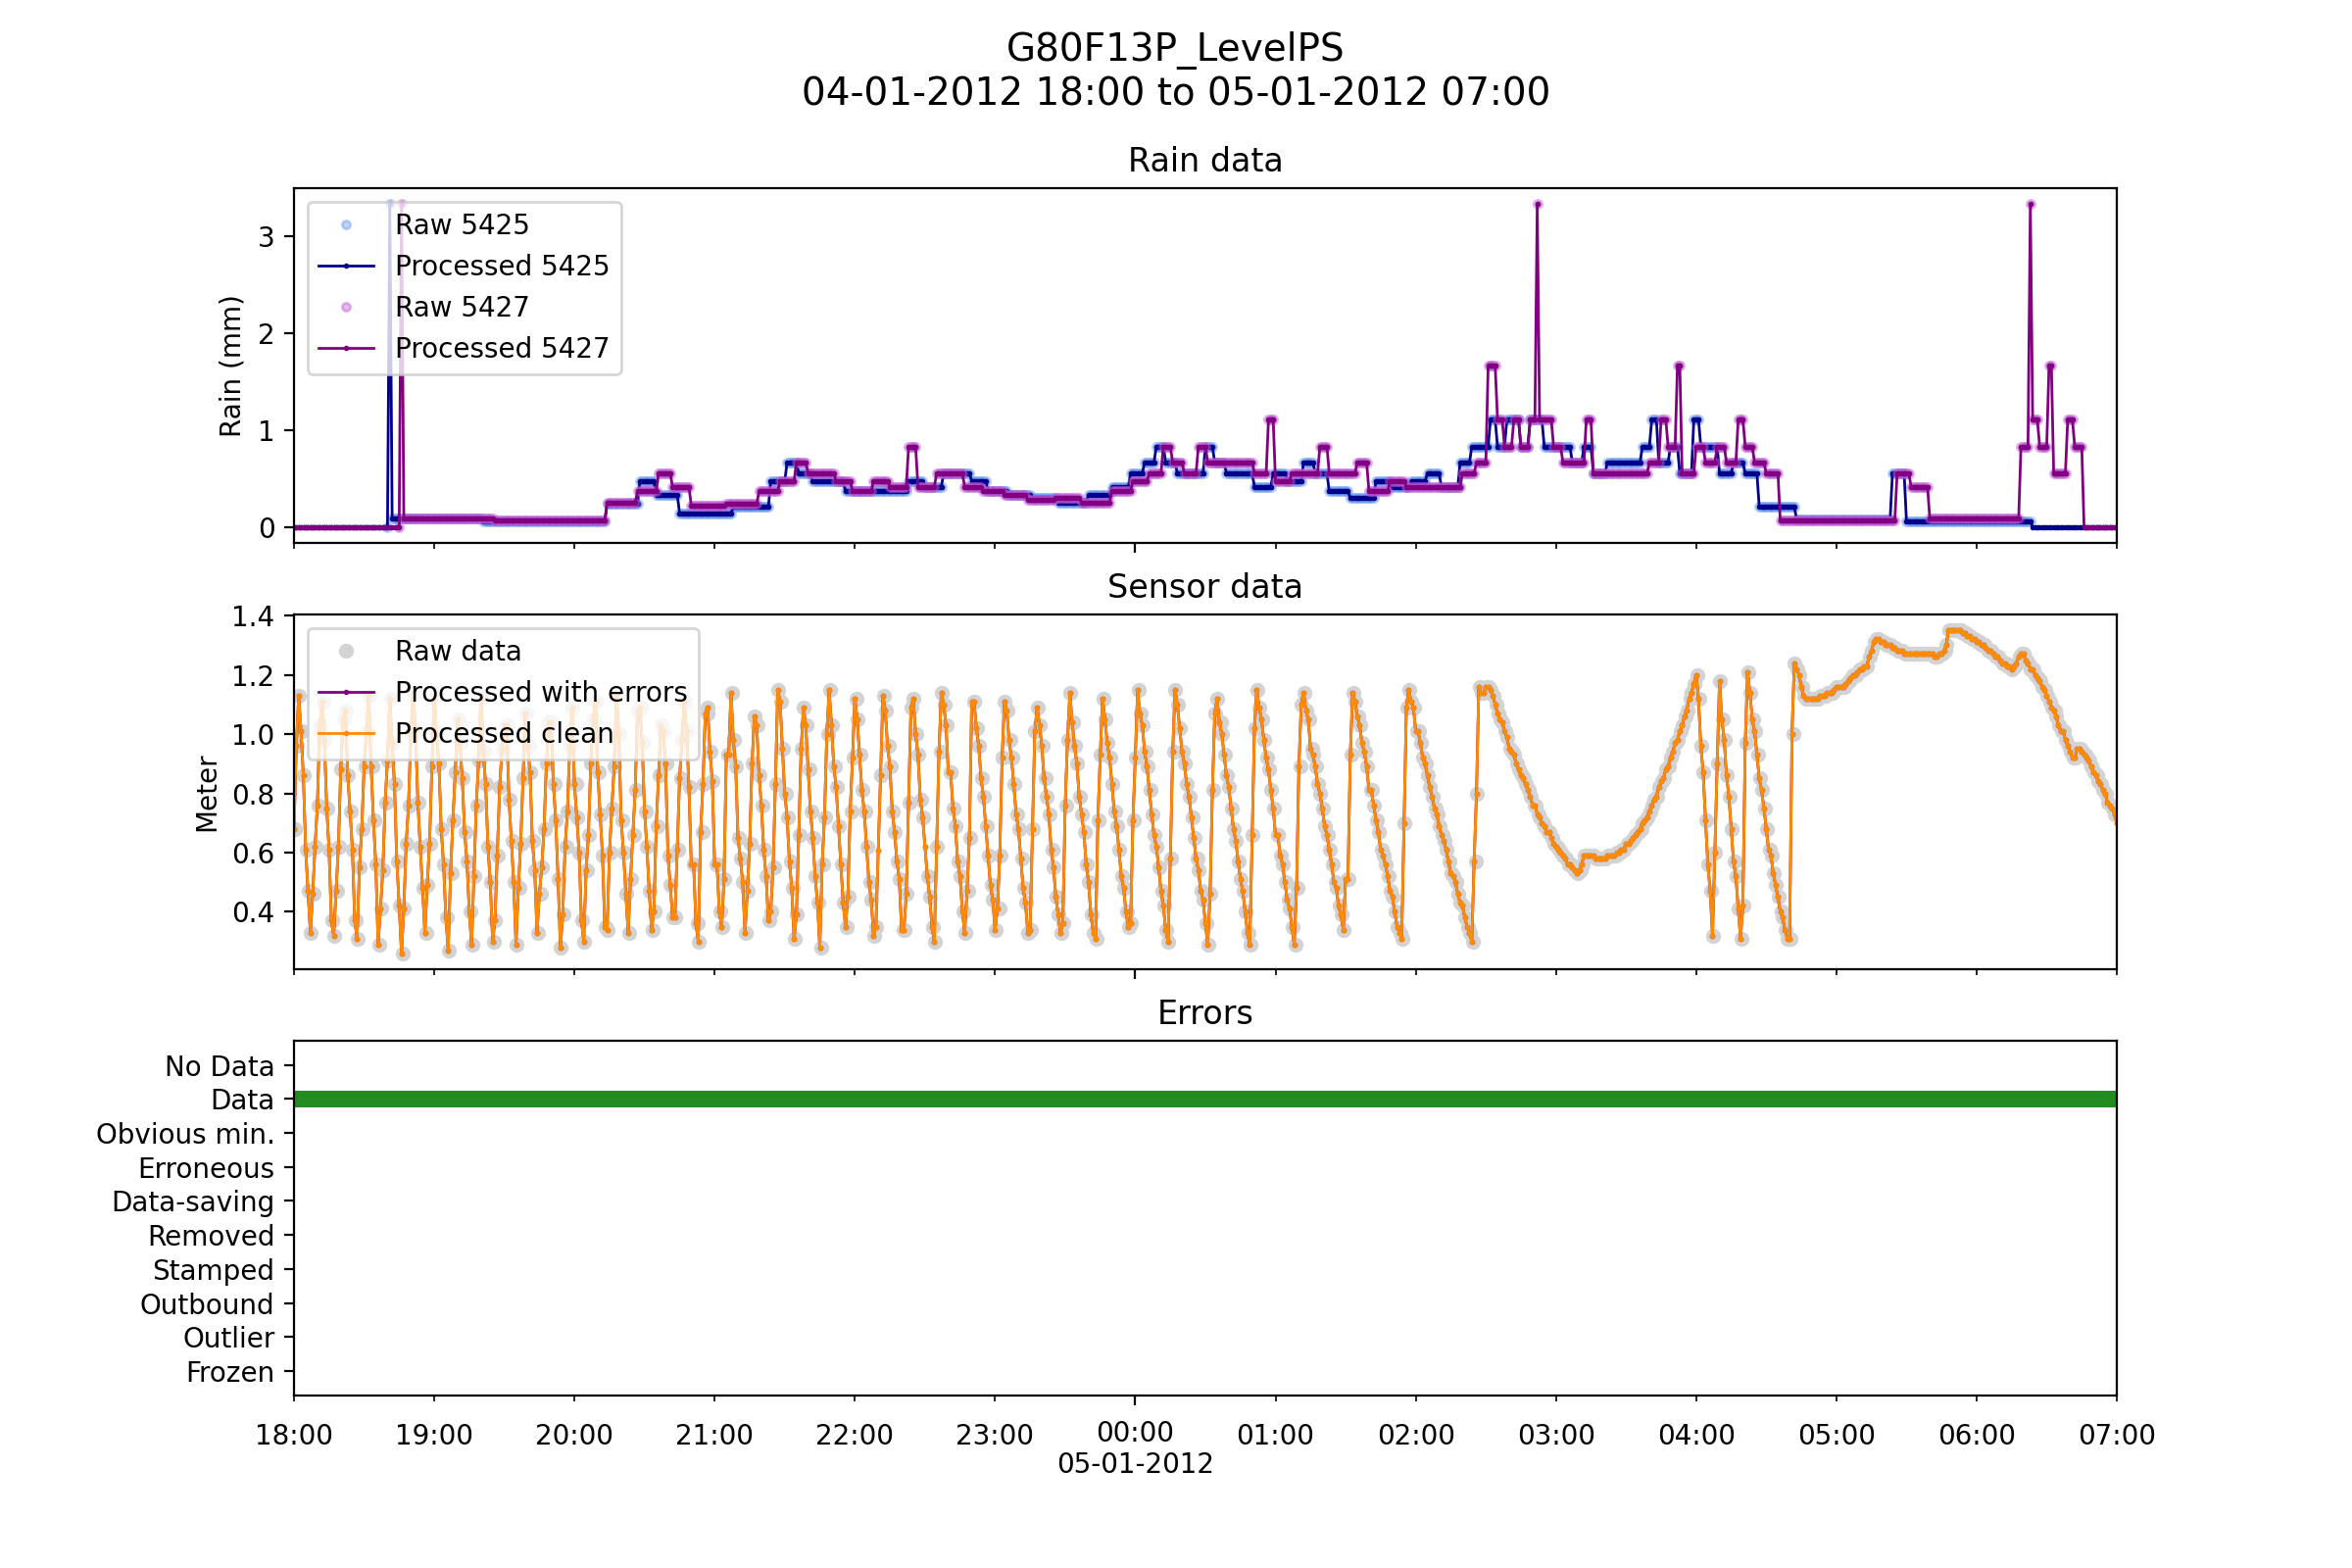 G80F13P_LevelPS
04-01-2012 18:00 to 05-01-2012 07:00
Rain data
Rain (mm)
3
2
1
0
Raw 5425
Processed 5425
Raw 5427
Processed 5427
Sensor data
Meter
1.4
1.2
1.0
0.8
0.6
0.4
Raw data
Processed with errors
Processed clean
Errors
No Data
Data
Obvious min.
Erroneous
Data-saving
Removed
Stamped
Outbound
Outlier
Frozen
18:00 19:00 20:00 21:00 22:00 23:00 00:00 01:00 02:00 03:00 04:00 05:00 06:00 07:00
05-01-2012